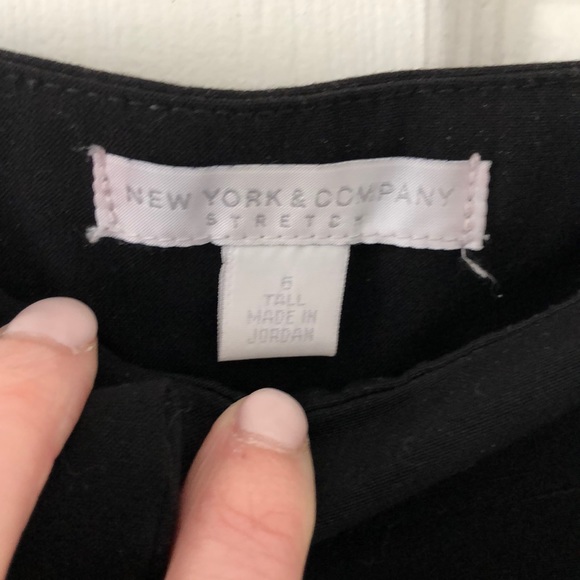 NEW YORK & COMPANY
STRETCH
6
TALL
MADE IN
JORDAN